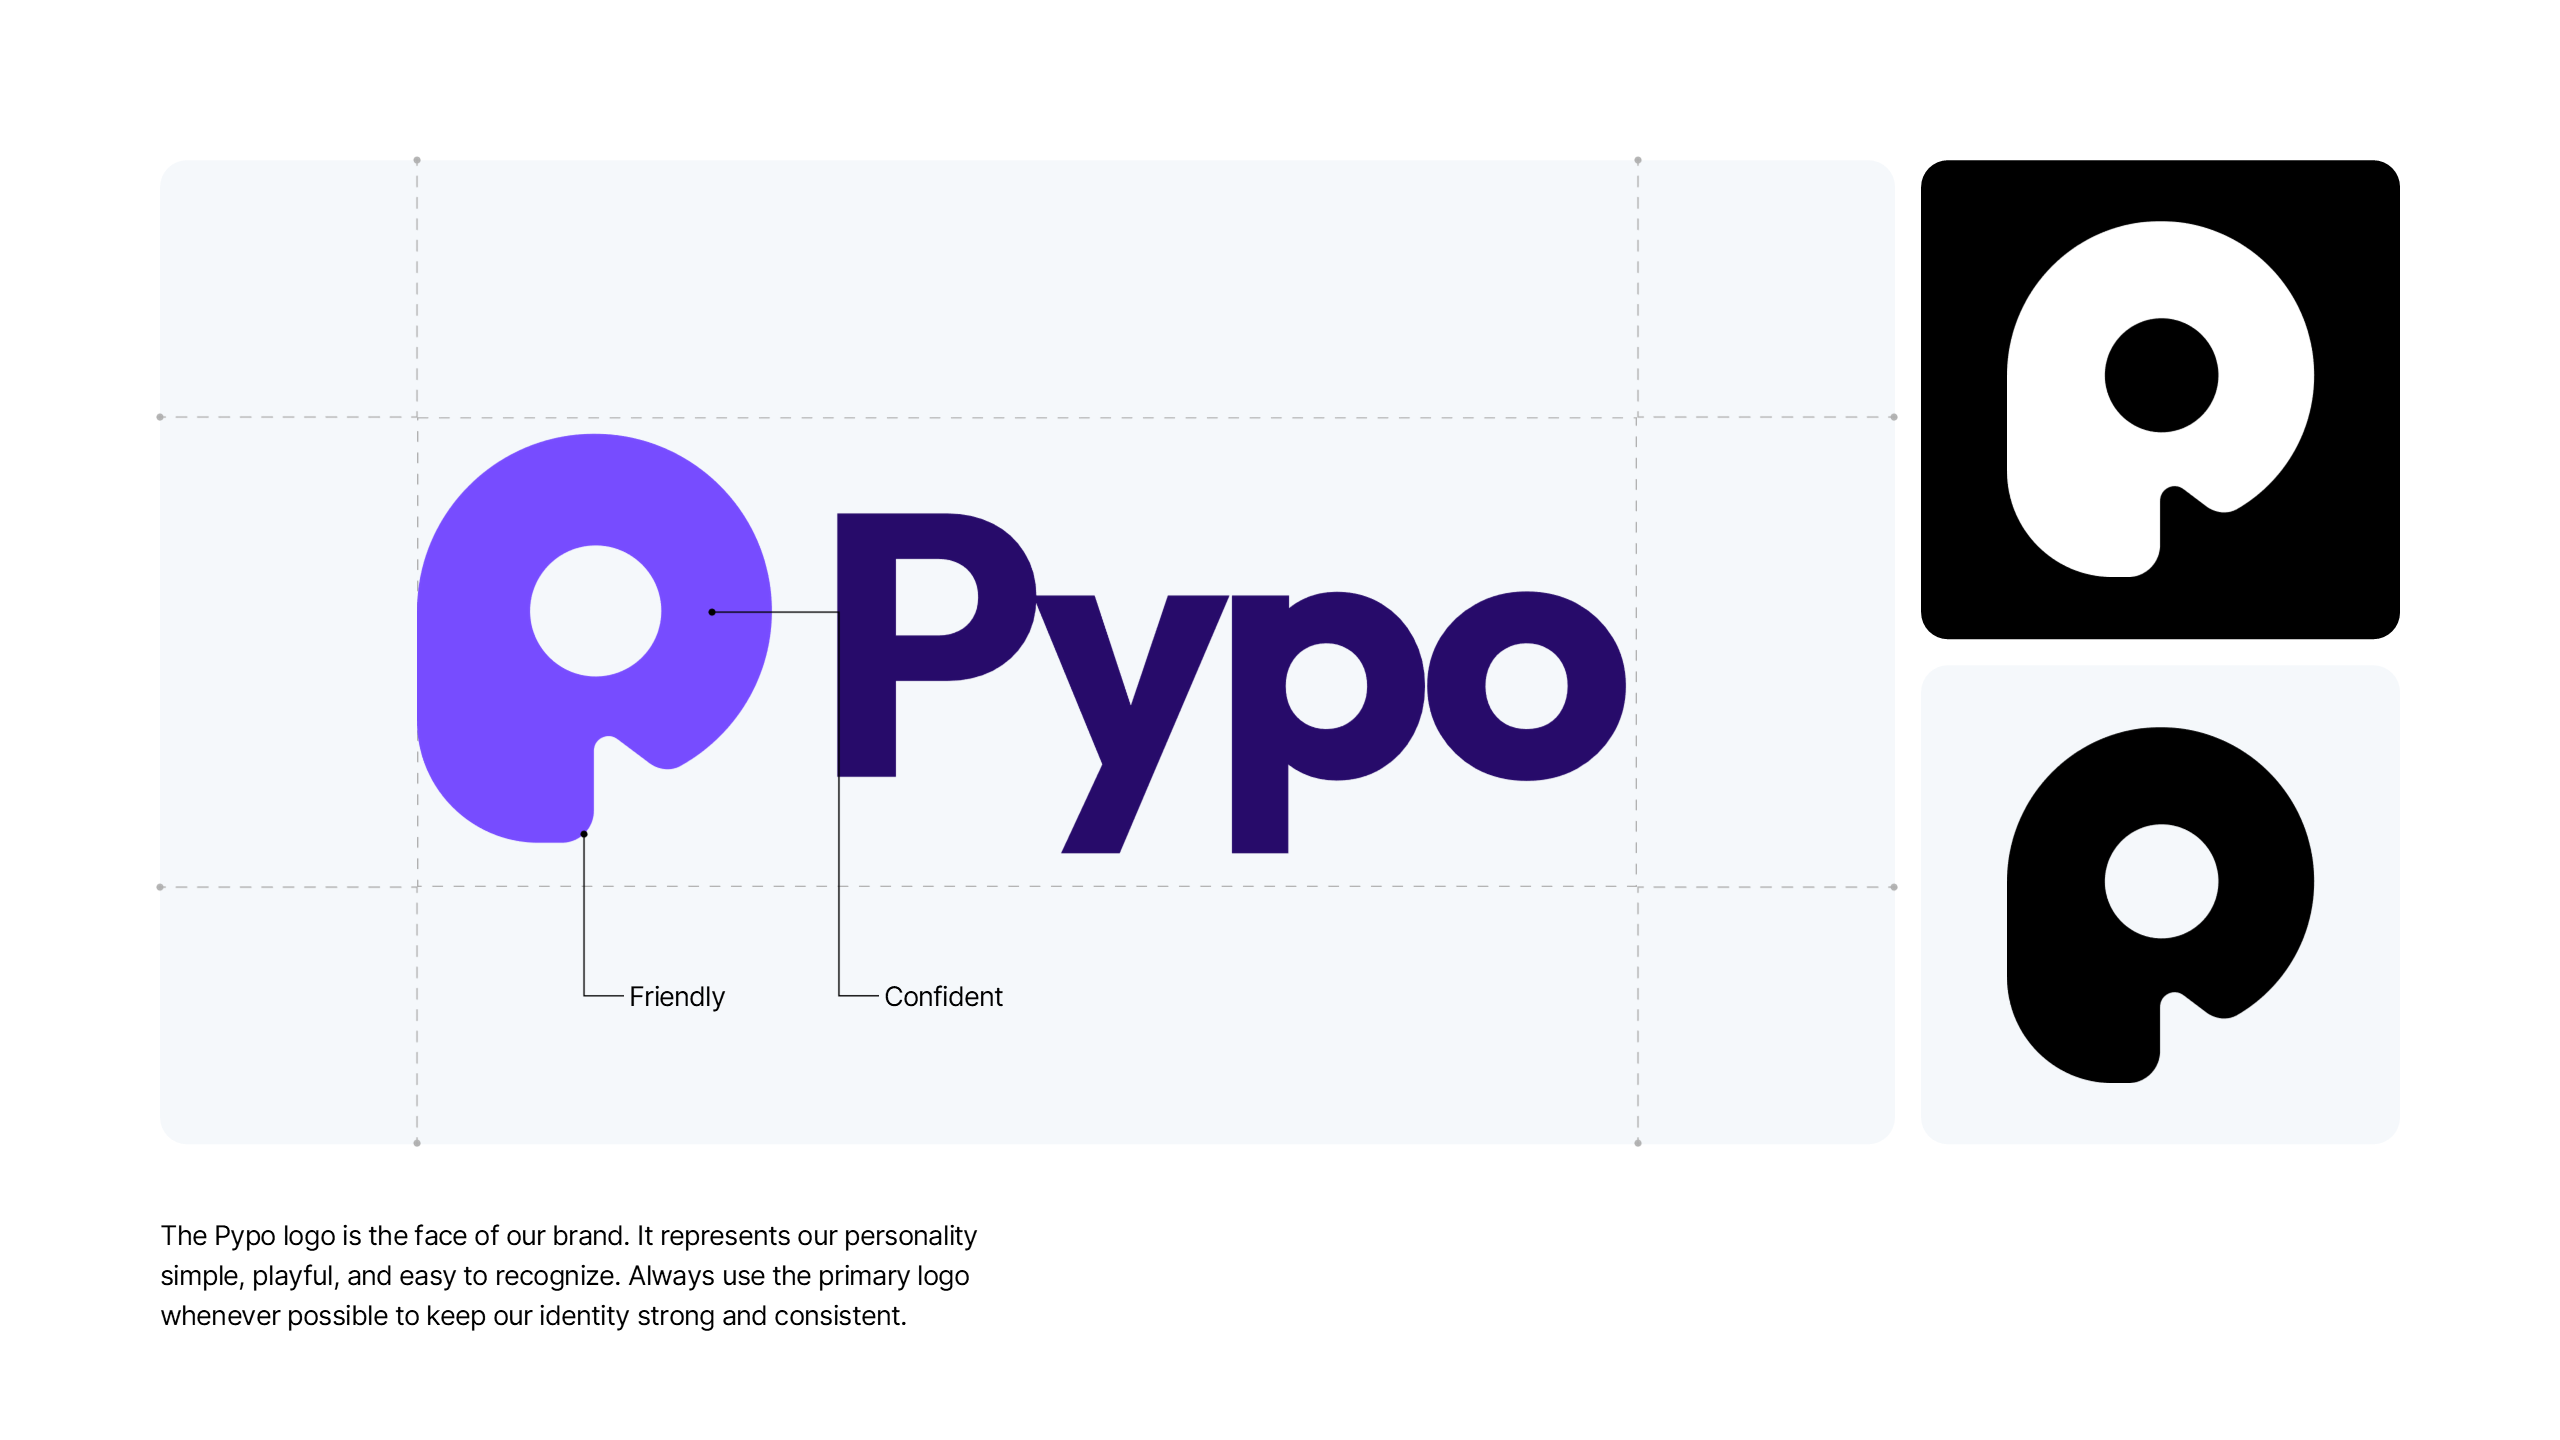 Pypo
Friendly
Confident
The Pypo logo is the face of our brand. It represents our personality
simple, playful, and easy to recognize. Always use the primary logo
whenever possible to keep our identity strong and consistent.